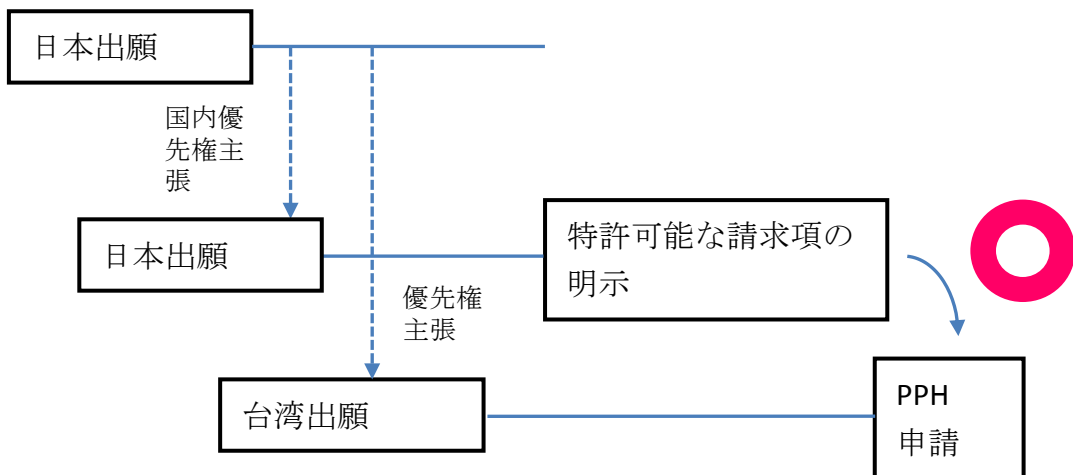 日本出願
国内優
先権主
張
日本出願
特許可能な請求項の
明示
優先権
主張
台湾出願
PPH
申請